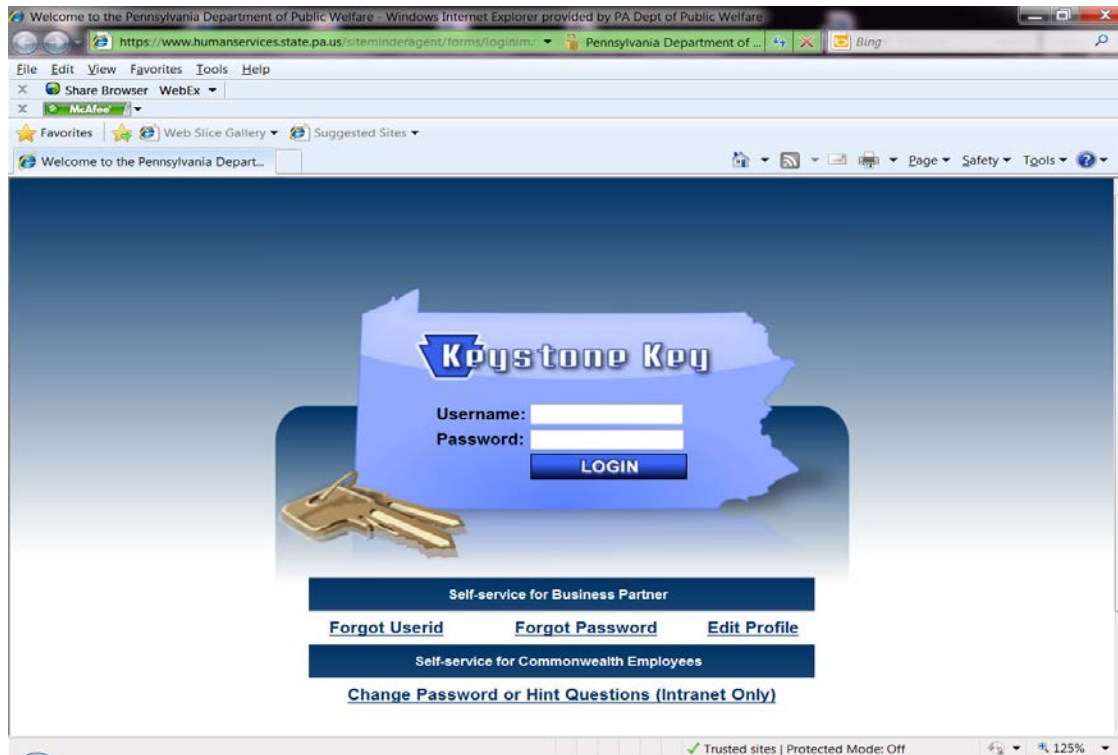 Welcome to the Pennsylvania Department of Public Welfare - Windows Internet Explorer provided by PA Dept of Public Welfare
https://www.humanservices.state.pa.us/siteminderagent/forms/loginim. Pennsylvania Department of ... Bing
File Edit View Favorites Tools Help
X Share Browser WebEx
X McAfee
Favorites Web Slice Gallery Suggested Sites
Welcome to the Pennsylvania Depart... Page Safety Tools
Keystone Key
Username:
Password:
LOGIN
Self-service for Business Partner
Forgot Userid Forgot Password Edit Profile
Self-service for Commonwealth Employees
Change Password or Hint Questions (Intranet Only)
Trusted sites | Protected Mode: Off 125%